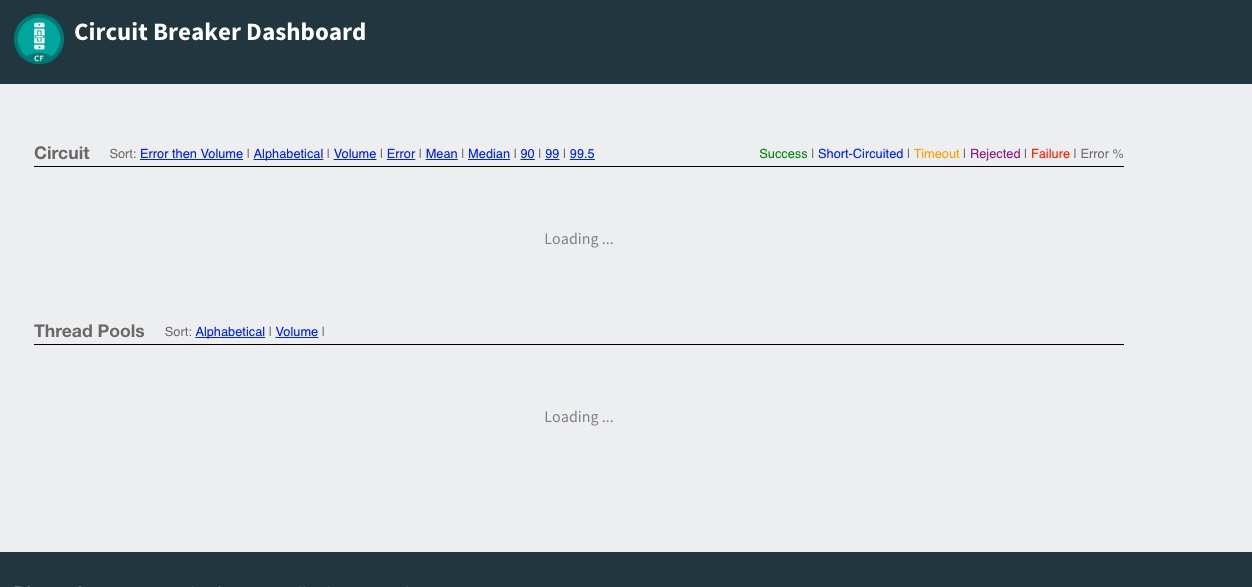 Circuit Breaker Dashboard
CF
Circuit Sort: Error then Volume | Alphabetical | Volume | Error | Mean | Median | 90 | 99 | 99.5 Success | Short-Circuited | Timeout | Rejected | Failure | Error %
Loading ...
Thread Pools Sort: Alphabetical | Volume |
Loading ...